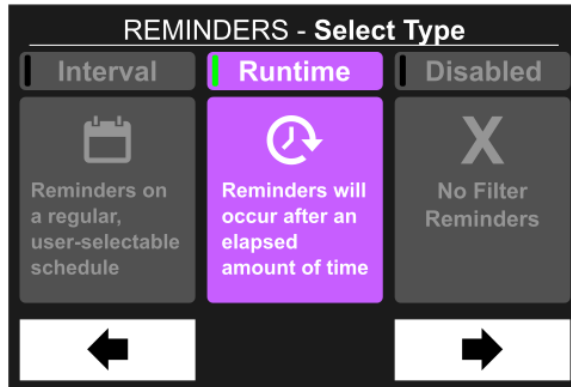 REMINDERS - Select Type
Interval
Runtime
Disabled
Reminders on
a regular,
user-selectable
schedule
Reminders will
occur after an
elapsed
amount of time
X
No Filter
Reminders